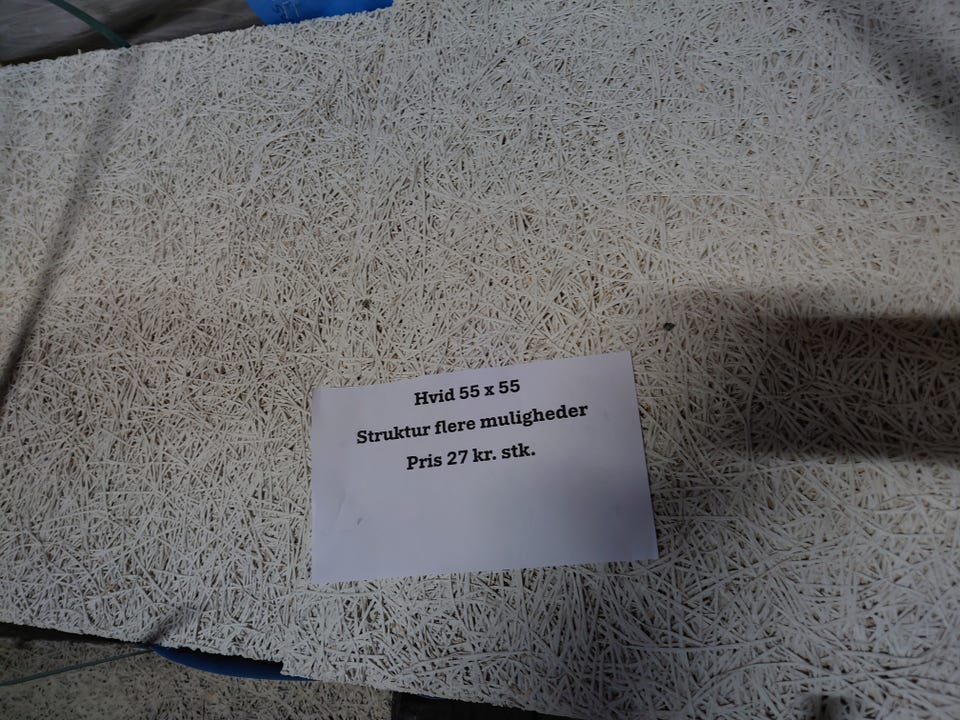 Hvid 55 x 55
Struktur flere muligheder
Pris 27 kr. stk.